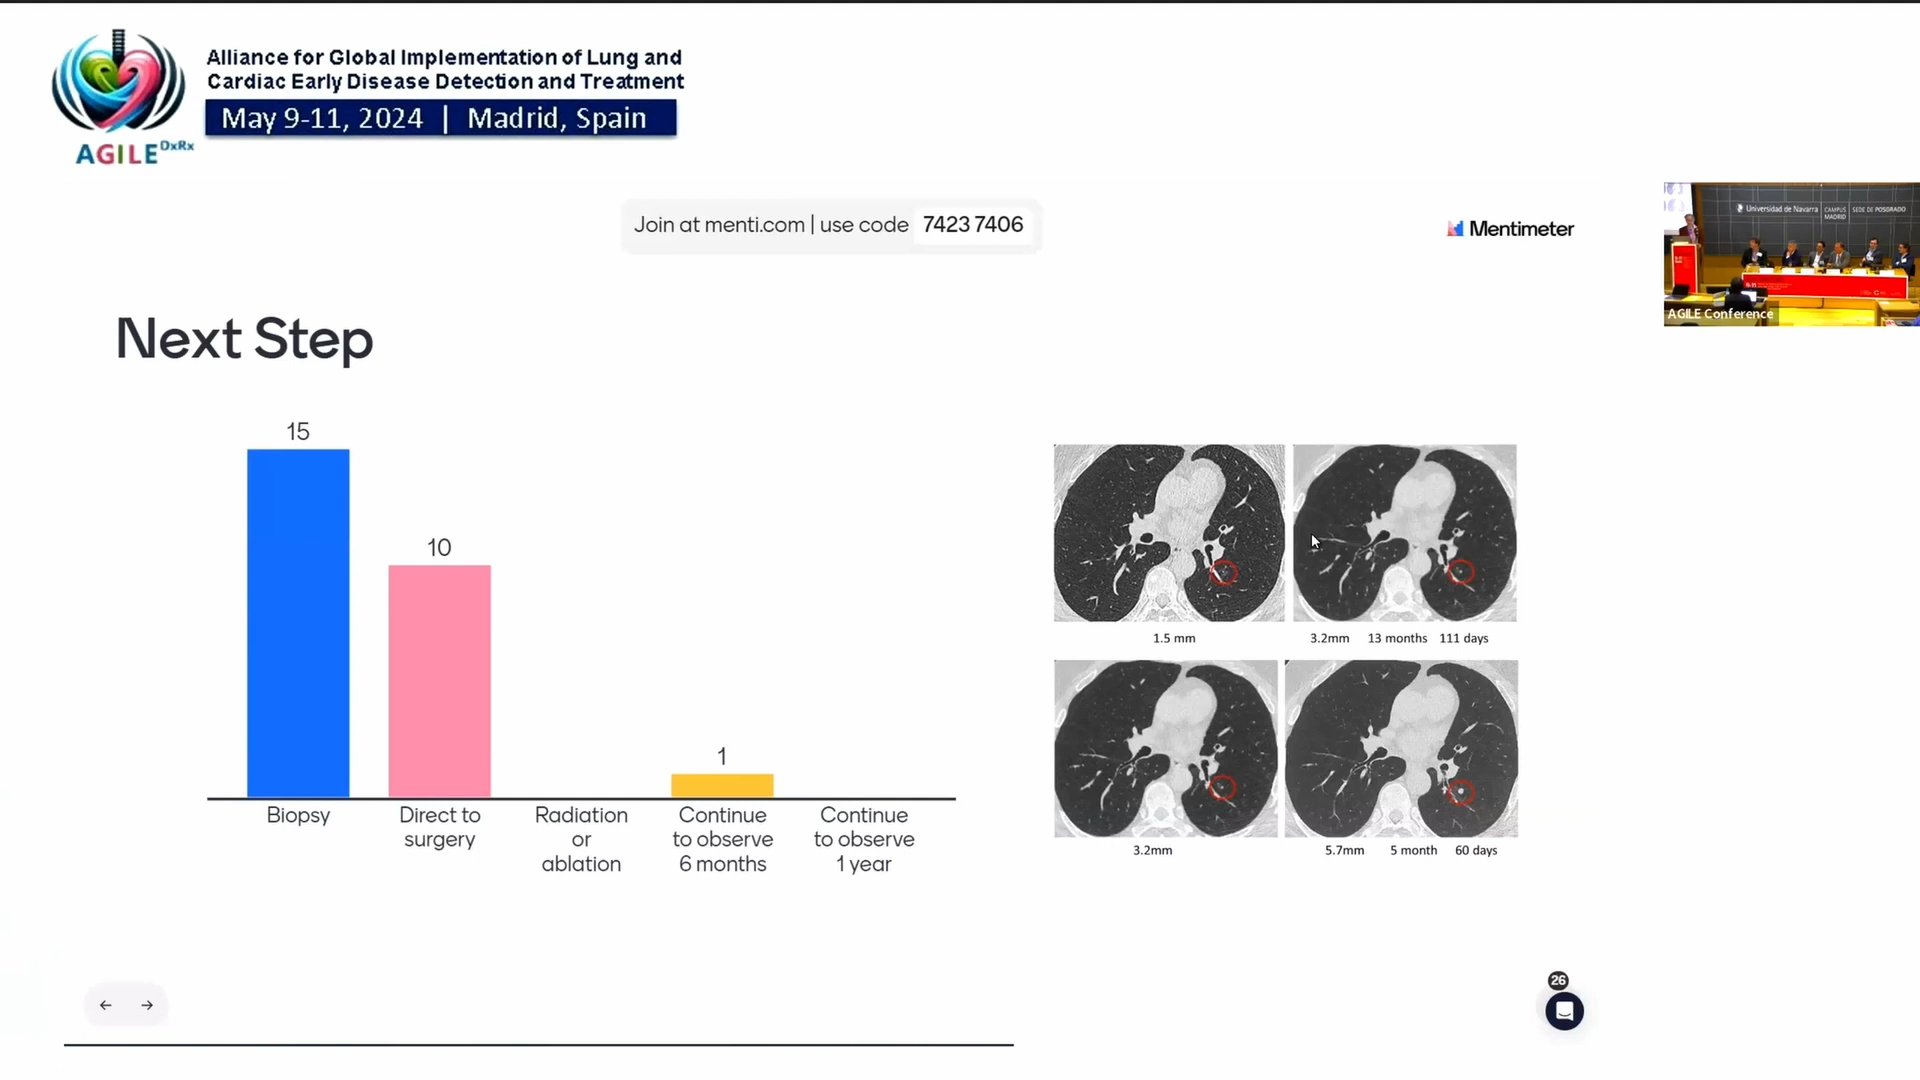 Alliance for Global Implementation of Lung and
Cardiac Early Disease Detection and Treatment
May 9-11, 2024 | Madrid, Spain
AGILE DxRx
Join at menti.com | use code 7423 7406
Mentimeter
Universidad de Navarra
CAMPUS MADRID
SEDE DE POSGRADO
AGILE Conference
Next Step
15
10
1
Biopsy
Direct to
surgery
Radiation
or
ablation
Continue
to observe
6 months
Continue
to observe
1 year
1.5 mm
3.2mm 13 months 111 days
3.2mm
5.7mm 5 month 60 days
26